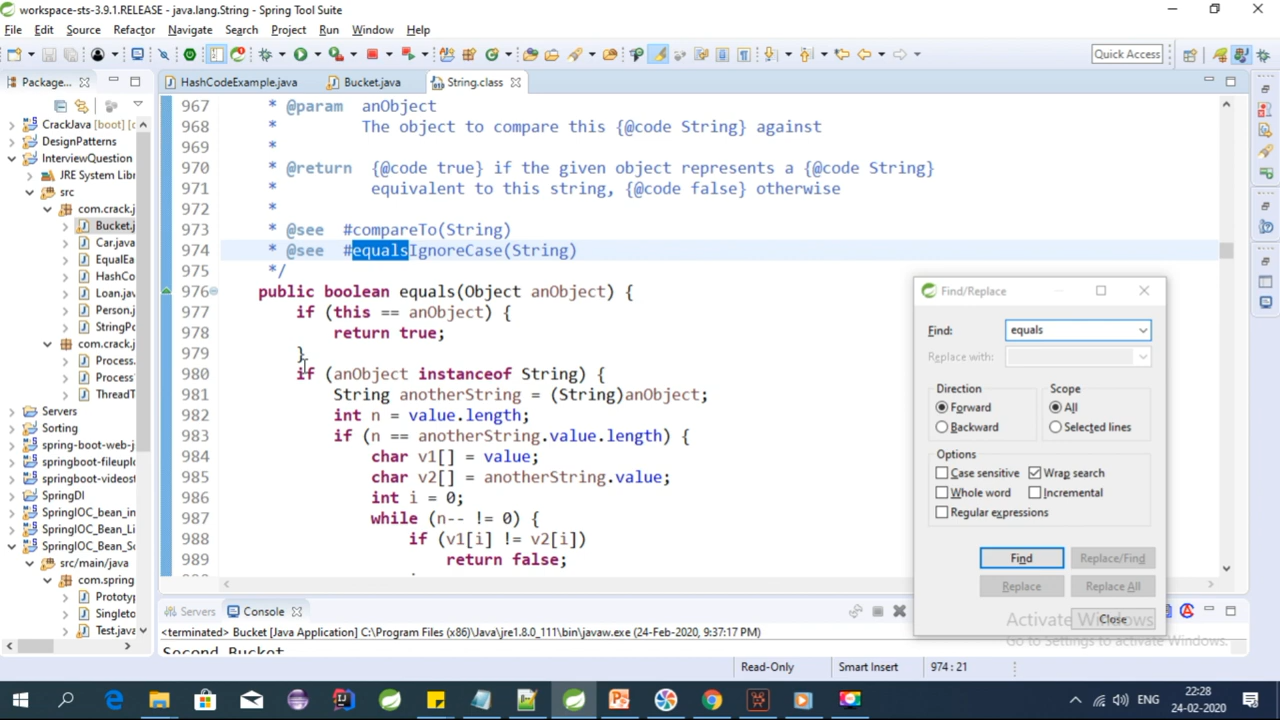 workspace-sts-3.9.1.RELEASE - java.lang.String - Spring Tool Suite
File Edit Source Refactor Navigate Search Project Run Window Help
Quick Access
Package...
HashCodeExample.java
Bucket.java
String.class
CrackJava [boot] [c
DesignPatterns
InterviewQuestion
JRE System Libr
src
com.crack.j
Bucket.j
Car.java
EqualEa
HashCo
Loan.jav
Person.j
StringPo
com.crack.j
Process.
Process
ThreadT
Servers
Sorting
spring-boot-web-j
springboot-fileuplo
springboot-videost
SpringDI
SpringIOC_bean_in
SpringIOC_Bean_Li
SpringIOC_Bean_Sc
src/main/java
com.spring
Prototyp
Singleto
Test.java
967 * @param anObject
968 * The object to compare this {@code String} against
969 *
970 * @return {@code true} if the given object represents a {@code String}
971 * equivalent to this string, {@code false} otherwise
972 *
973 * @see #compareTo(String)
974 * @see #equalsIgnoreCase(String)
975 */
976 public boolean equals(Object anObject) {
977 if (this == anObject) {
978 return true;
979 }
980 if (anObject instanceof String) {
981 String anotherString = (String)anObject;
982 int n = value.length;
983 if (n == anotherString.value.length) {
984 char v1[] = value;
985 char v2[] = anotherString.value;
986 int i = 0;
987 while (n-- != 0) {
988 if (v1[i] != v2[i])
989 return false;
Find/Replace
Find: equals
Replace with:
Direction
Forward
Backward
Scope
All
Selected lines
Options
Case sensitive
Wrap search
Whole word
Incremental
Regular expressions
Find
Replace/Find
Replace
Replace All
Close
Activate Windows
Go to Settings to activate Windows.
Servers
Console
<terminated> Bucket [Java Application] C:\Program Files (x86)\Java\jre1.8.0_111\bin\javaw.exe (24-Feb-2020, 9:37:17 PM)
Second Bucket
Read-Only
Smart Insert
974 : 21
ENG
22:28
24-02-2020